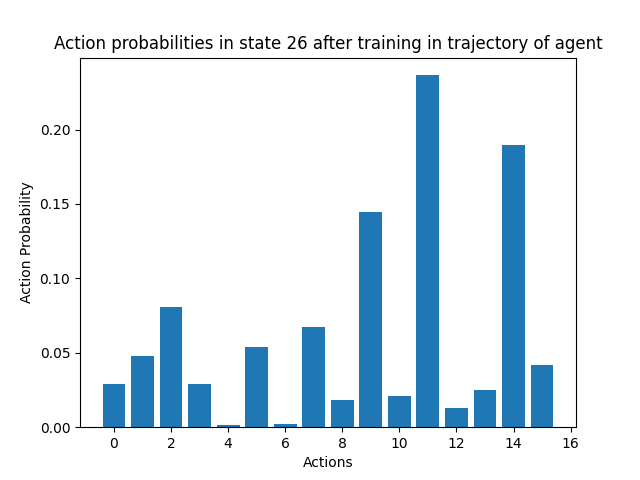 Action probabilities in state 26 after training in trajectory of agent
0.20
0.15
0.10
0.05
0.00
Action Probability
0 2 4 6 8 10 12 14 16
Actions